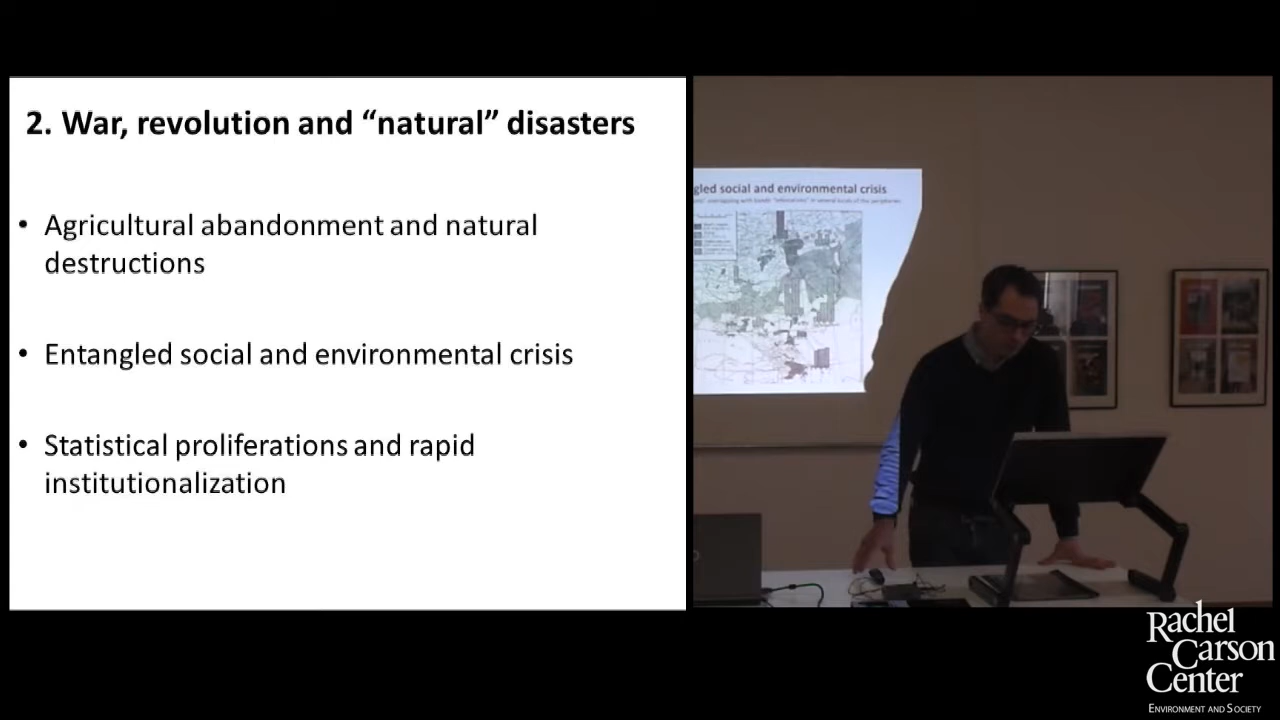 2. War, revolution and “natural” disasters
• Agricultural abandonment and natural
destructions
• Entangled social and environmental crisis
• Statistical proliferations and rapid
institutionalization
gled social and environmental crisis
Rachel
Carson
Center
ENVIRONMENT AND SOCIETY